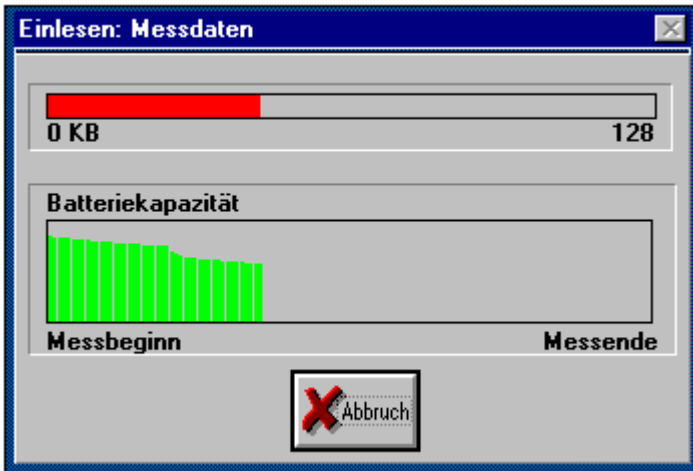 Einlesen: Messdaten
0 KB 128
Batteriekapazität
Messbeginn Messende
Abbruch